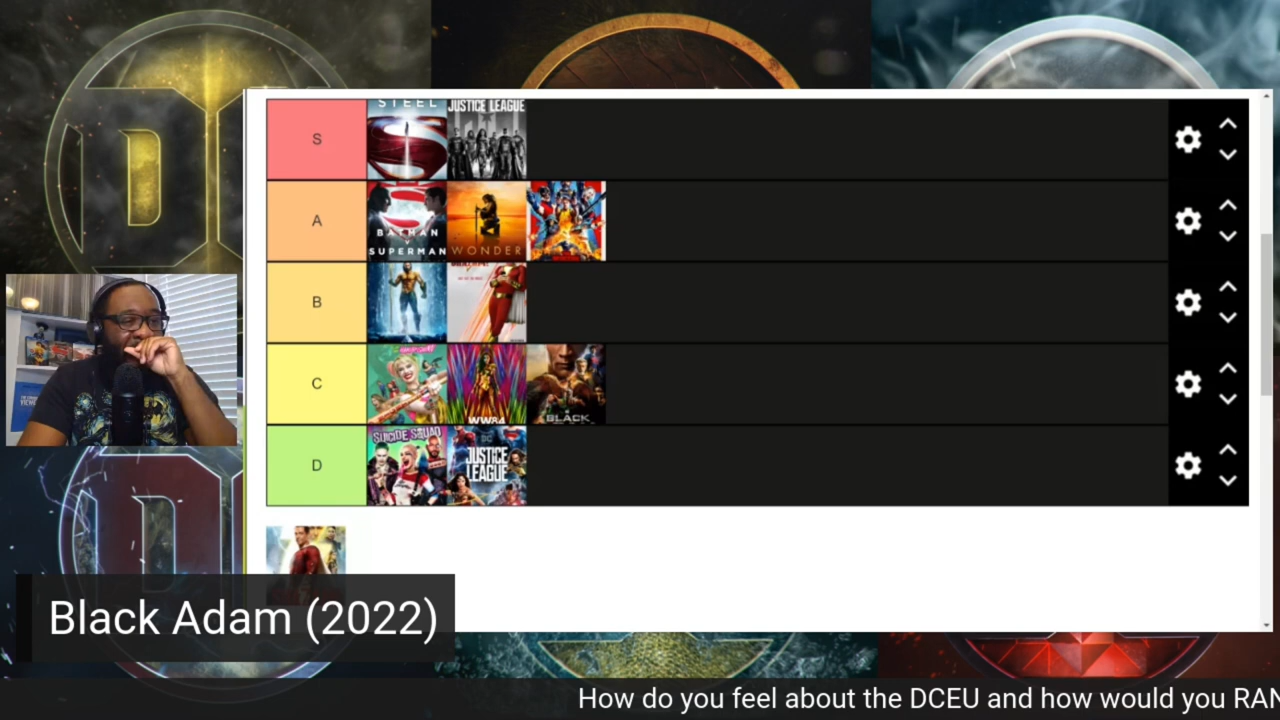 S
STEEL
JUSTICE LEAGUE
A
BATMAN
v
SUPERMAN
WONDER
B
C
WW84
BLACK
D
SUICIDE SQUAD
DC
JUSTICE
LEAGUE
Black Adam (2022)
How do you feel about the DCEU and how would you RAN